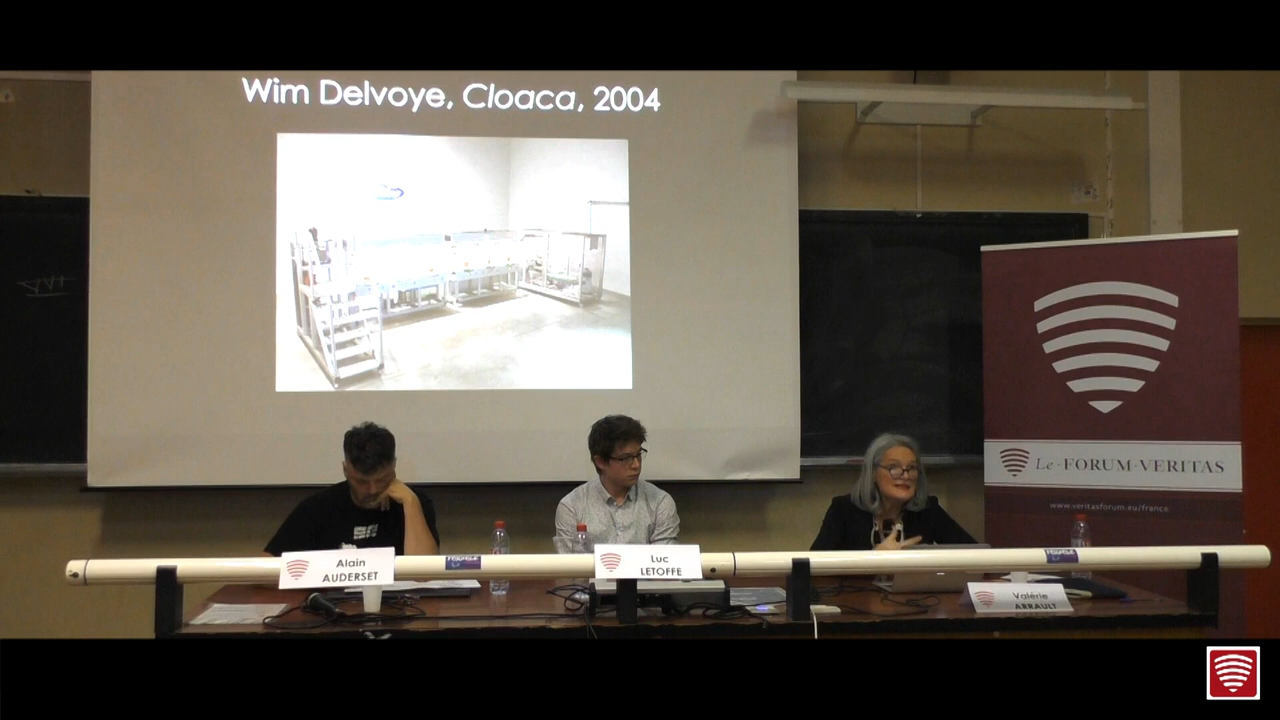 Wim Delvoye, Cloaca, 2004
Le·FORUM·VERITAS
www.veritasforum.eu/france
Alain
AUDERSET
Luc
LETOFFE
Valérie
ARRAULT